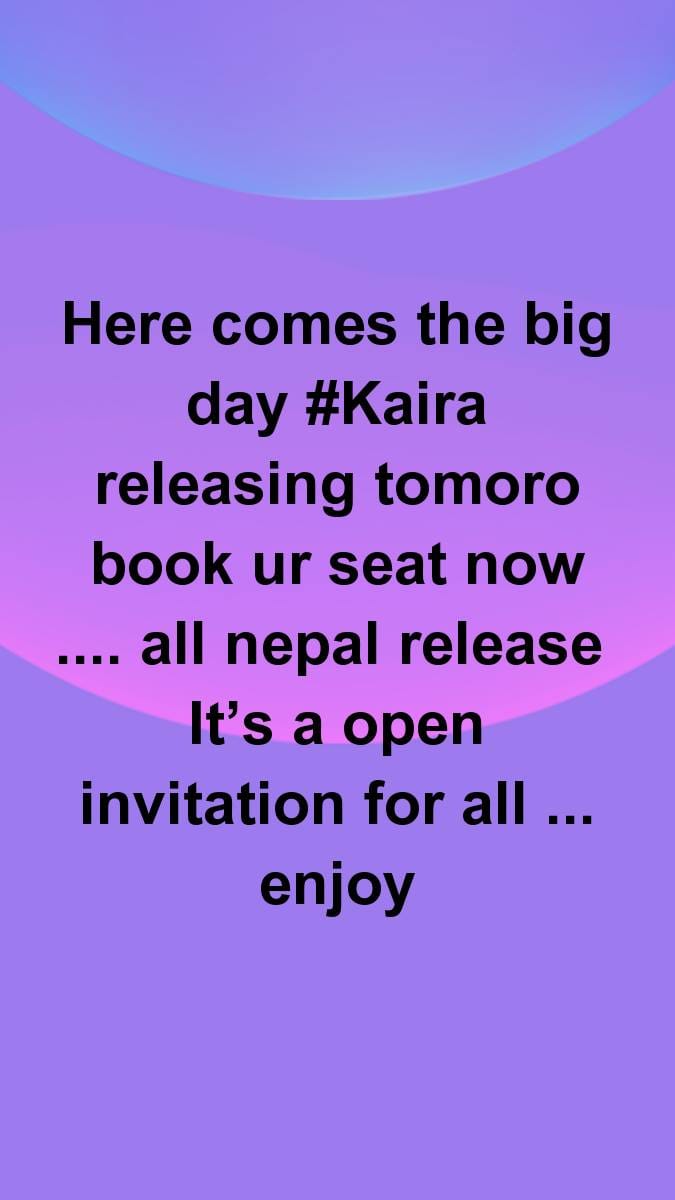 Here comes the big
day #Kaira
releasing tomoro
book ur seat now
.... all nepal release
It’s a open
invitation for all ...
enjoy